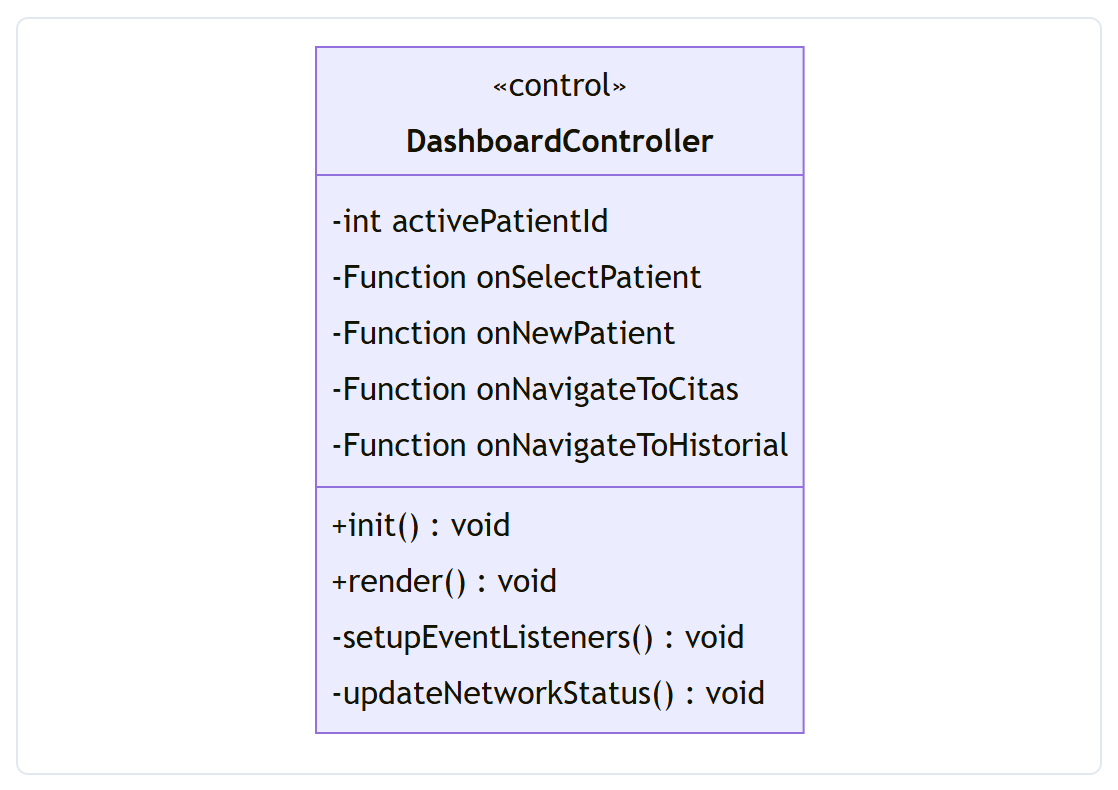 «control»
DashboardController
-int activePatientId
-Function onSelectPatient
-Function onNewPatient
-Function onNavigateToCitas
-Function onNavigateToHistorial
+init() : void
+render() : void
-setupEventListeners() : void
-updateNetworkStatus() : void